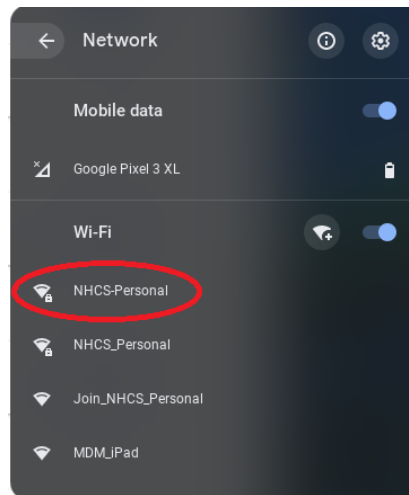 Network
Mobile data
Google Pixel 3 XL
Wi-Fi
NHCS-Personal
NHCS_Personal
Join_NHCS_Personal
MDM_iPad